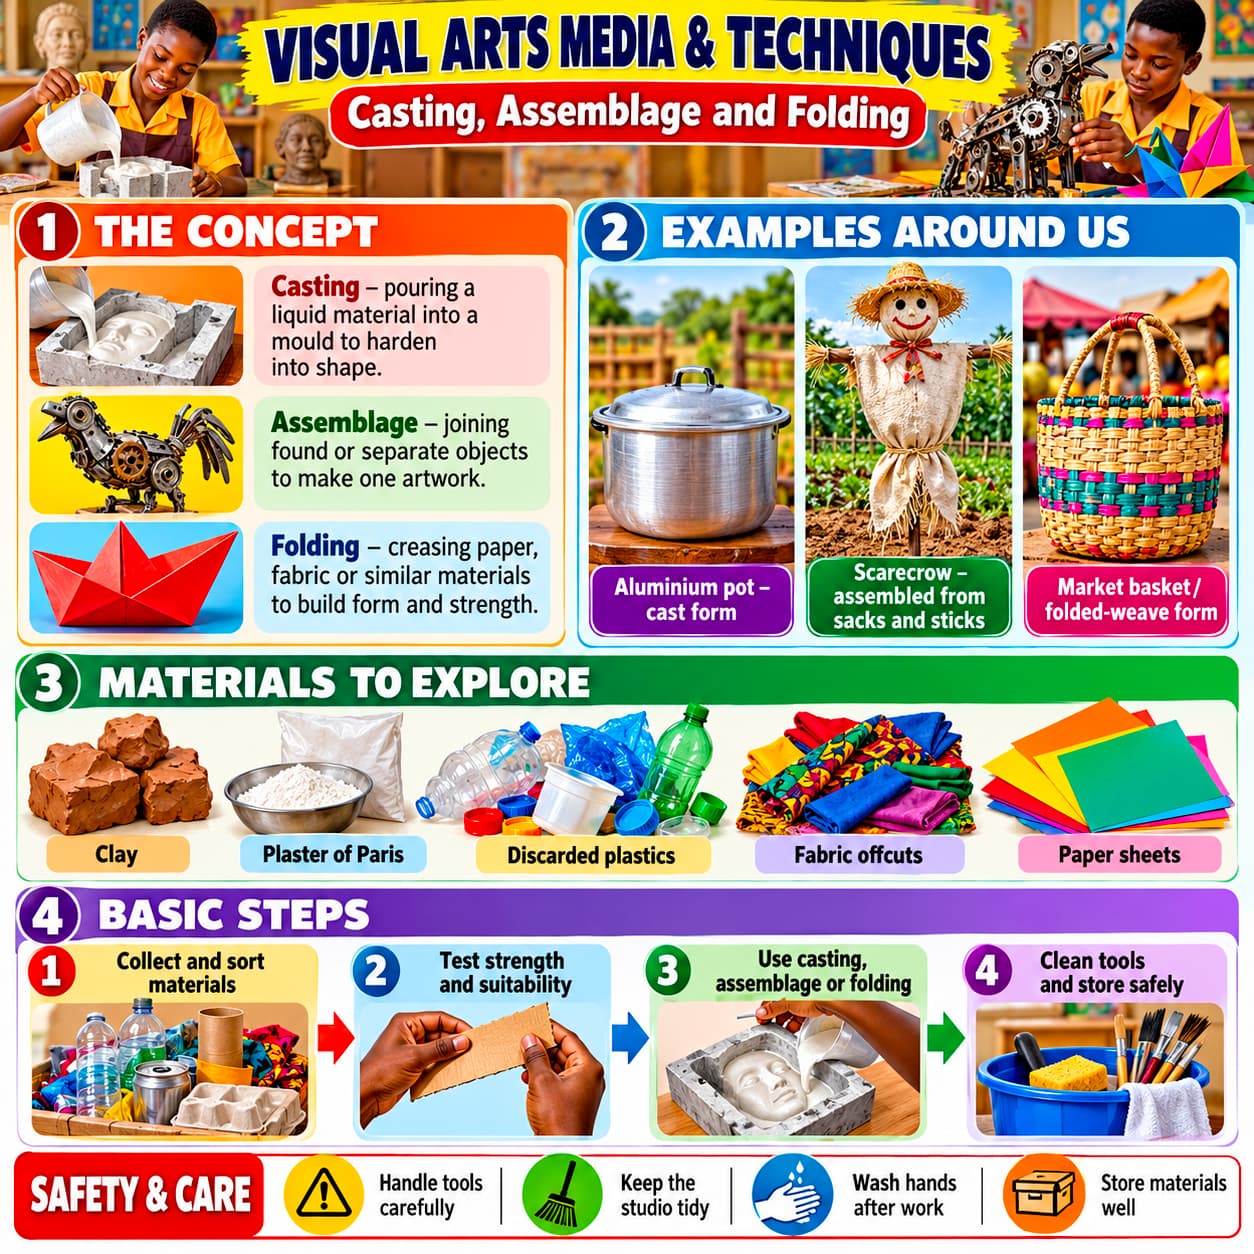 VISUAL ARTS MEDIA & TECHNIQUES
Casting, Assemblage and Folding
1 THE CONCEPT
Casting – pouring a
liquid material into a
mould to harden
into shape.
Assemblage – joining
found or separate objects
to make one artwork.
Folding – creasing paper,
fabric or similar materials
to build form and strength.
2 EXAMPLES AROUND US
Aluminium pot –
cast form
Scarecrow –
assembled from
sacks and sticks
Market basket /
folded-weave form
3 MATERIALS TO EXPLORE
Clay
Plaster of Paris
Discarded plastics
Fabric offcuts
Paper sheets
4 BASIC STEPS
1 Collect and sort
materials
2 Test strength
and suitability
3 Use casting,
assemblage or folding
4 Clean tools
and store safely
SAFETY & CARE
Handle tools
carefully
Keep the
studio tidy
Wash hands
after work
Store materials
well